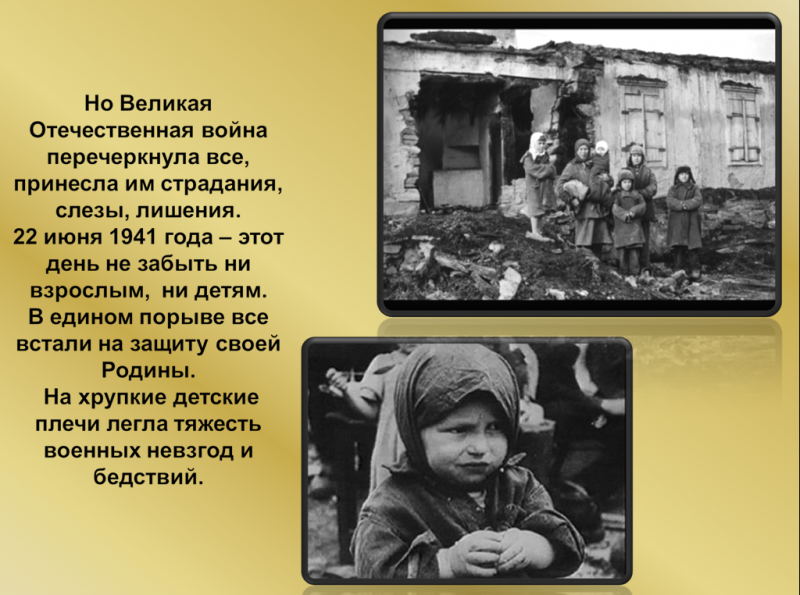 Но Великая
Отечественная война
перечеркнула все,
принесла им страдания,
слезы, лишения.
22 июня 1941 года – этот
день не забыть ни
взрослым, ни детям.
В едином порыве все
встали на защиту своей
Родины.
На хрупкие детские
плечи легла тяжесть
военных невзгод и
бедствий.